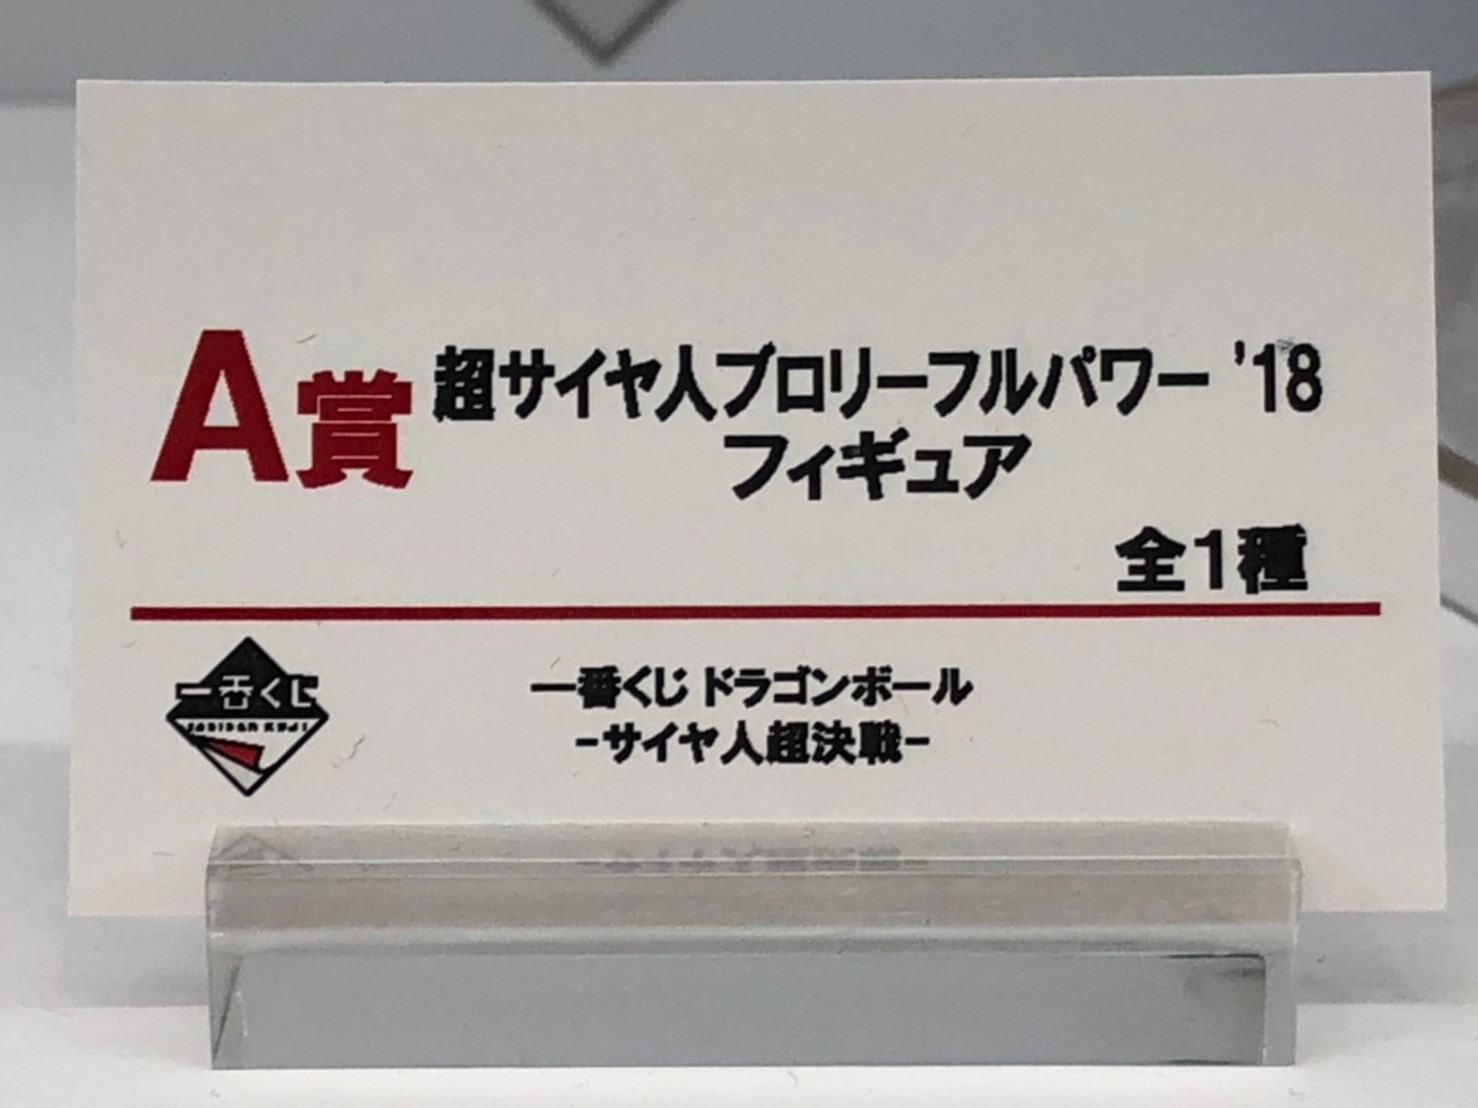 A賞 超サイヤ人ブロリーフルパワー '18
フィギュア
全1種
一番くじ
ICHIBAN KUJI
一番くじ ドラゴンボール
-サイヤ人超決戦-